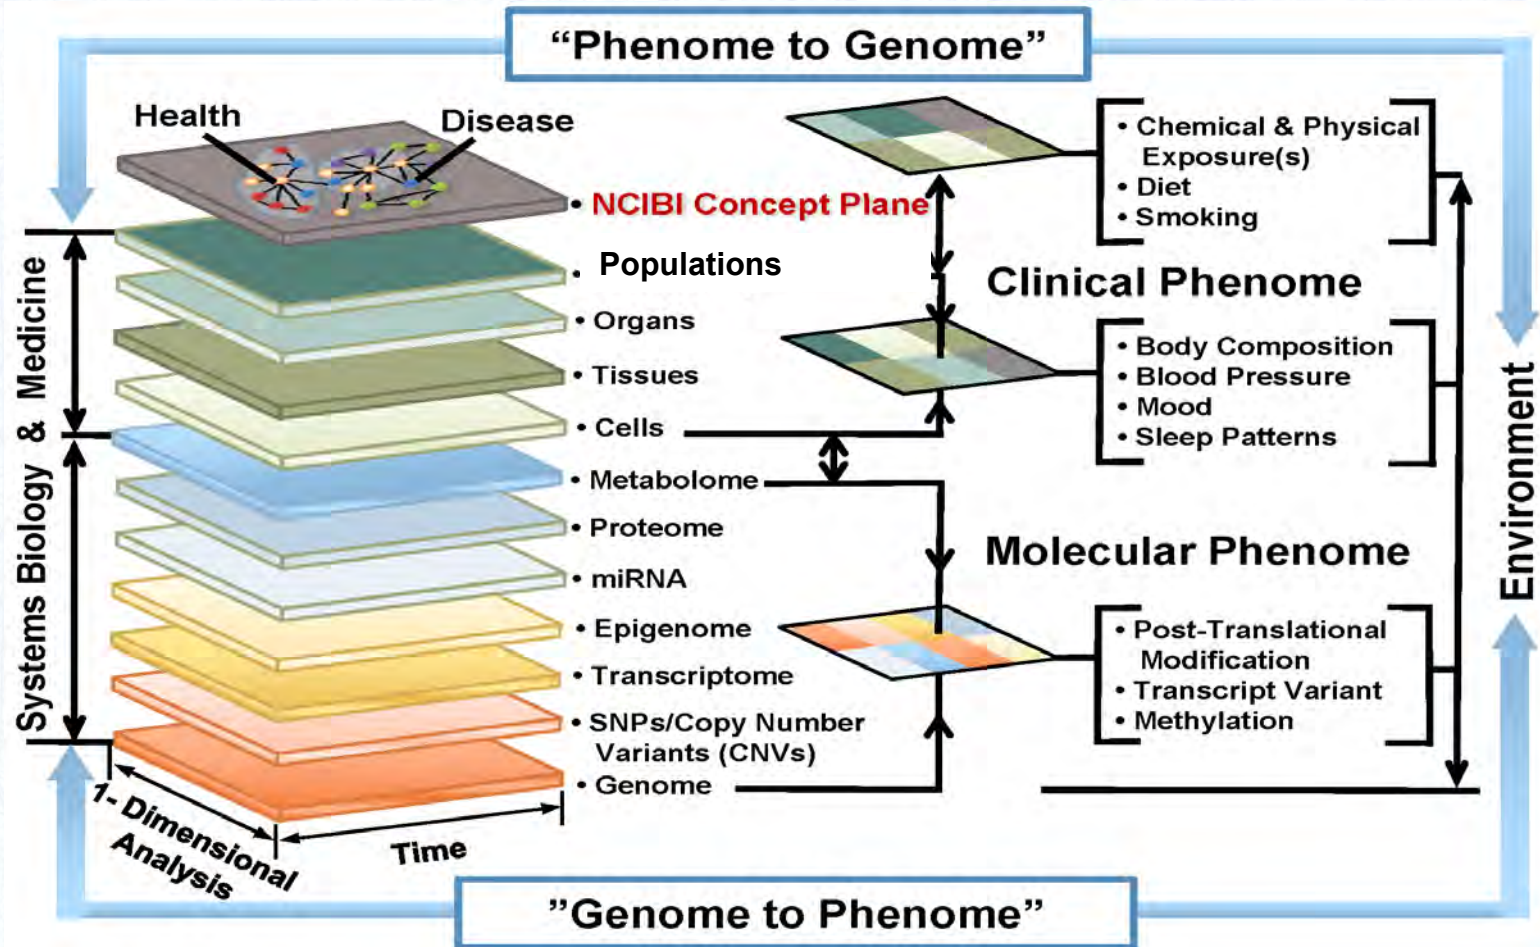 “Phenome to Genome”
Health
Disease
• NCIBI Concept Plane
• Populations
• Organs
• Tissues
• Cells
• Metabolome
• Proteome
• miRNA
• Epigenome
• Transcriptome
• SNPs/Copy Number
Variants (CNVs)
• Genome
Systems Biology & Medicine
1- Dimensional
Analysis
Time
• Chemical & Physical
Exposure(s)
• Diet
• Smoking
Clinical Phenome
• Body Composition
• Blood Pressure
• Mood
• Sleep Patterns
Molecular Phenome
• Post-Translational
Modification
• Transcript Variant
• Methylation
Environment
”Genome to Phenome”